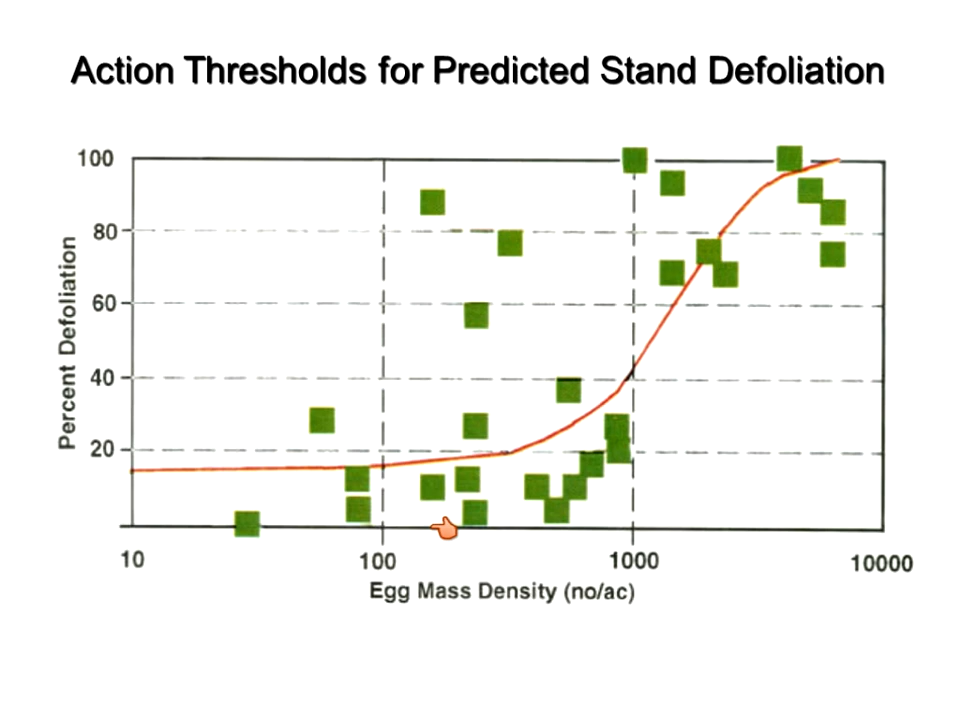 Action Thresholds for Predicted Stand Defoliation
100
80
60
40
20
Percent Defoliation
10 100 1000 10000
Egg Mass Density (no/ac)